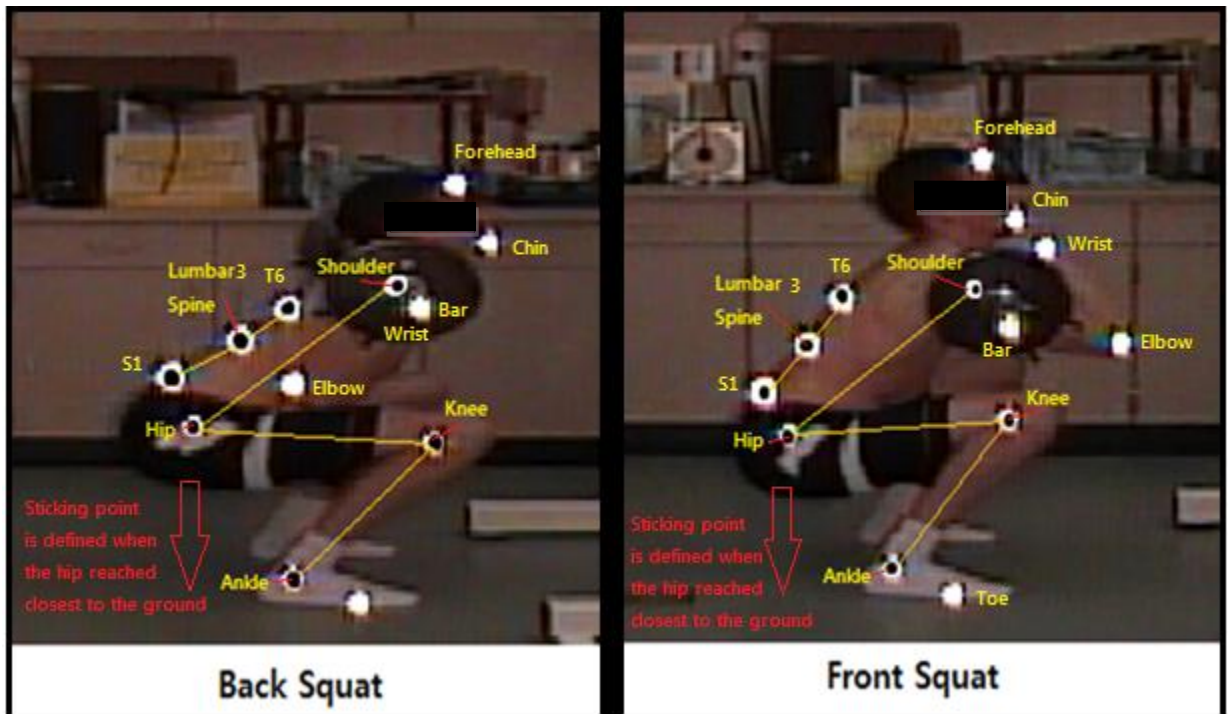 Forehead
Chin
Shoulder
T6
Lumbar3
Spine
Bar
Wrist
S1
Elbow
Knee
Hip
Sticking point
is defined when
the hip reached
closest to the ground
Ankle
Back Squat
Forehead
Chin
Wrist
Shoulder
T6
Lumbar 3
Spine
Elbow
Bar
S1
Knee
Hip
Sticking point
is defined when
the hip reached
closest to the ground
Ankle
Toe
Front Squat